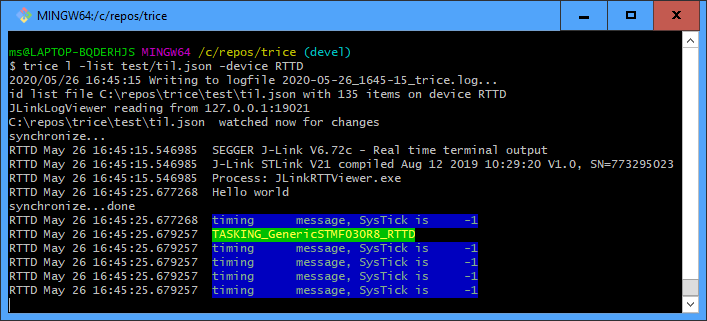 MINGW64:/c/repos/trice
ms@LAPTOP-BQDERHJS MINGW64 /c/repos/trice (devel)
$ trice l -list test/til.json -device RTTD
2020/05/26 16:45:15 Writing to logfile 2020-05-26_1645-15_trice.log...
id list file C:\repos\trice\test\til.json with 135 items on device RTTD
JLinkLogViewer reading from 127.0.0.1:19021
C:\repos\trice\test\til.json  watched now for changes
synchronize...
RTTD May 26 16:45:15.546985  SEGGER J-Link V6.72c - Real time terminal output
RTTD May 26 16:45:15.546985  J-Link STLink V21 compiled Aug 12 2019 10:29:20 V1.0, SN=773295023
RTTD May 26 16:45:15.546985  Process: JLinkRTTViewer.exe
RTTD May 26 16:45:25.677268  Hello world
synchronize...done
RTTD May 26 16:45:25.677268  timing      message, SysTick is     -1
RTTD May 26 16:45:25.679257  TASKING_GenericSTMF030R8_RTTD
RTTD May 26 16:45:25.679257  timing      message, SysTick is     -1
RTTD May 26 16:45:25.679257  timing      message, SysTick is     -1
RTTD May 26 16:45:25.679257  timing      message, SysTick is     -1
RTTD May 26 16:45:25.679257  timing      message, SysTick is     -1